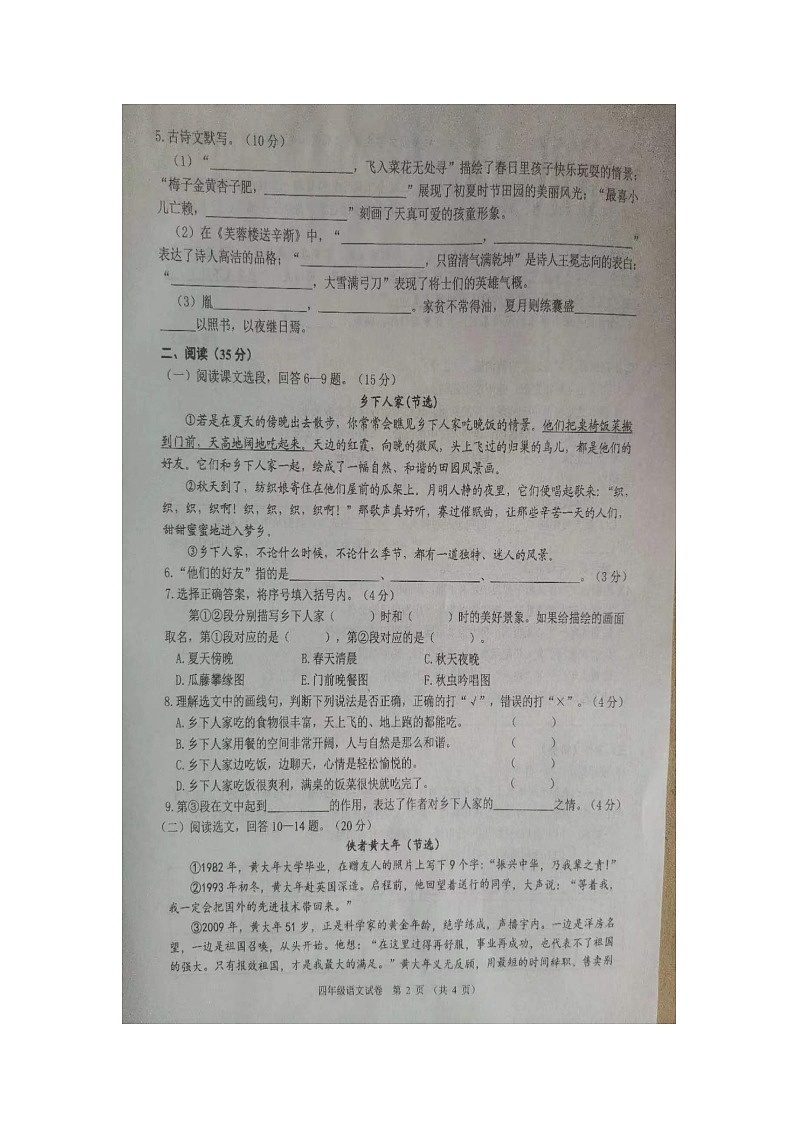 5.古诗文默写。(10分)
(1)“____________________,飞入菜花无处寻”描绘了春日里孩子快乐玩耍的情景;
“梅子金黄杏子肥,____________________”展现了初夏时节田园的美丽风光;“最喜小
儿亡赖,____________________”刻画了天真可爱的孩童形象。
(2)在《芙蓉楼送辛渐》中,“____________________,____________________”
表达了诗人高洁的品格;“__________________,只留清气满乾坤”是诗人王冕志向的表白;
“____________________,大雪满弓刀”表现了将士们的英雄气概。
(3)胤______________,______________。家贫不常得油,夏月则练囊盛_________
_____以照书,以夜继日焉。
二、阅读(35分)
(一)阅读课文选段,回答6—9题。(15分)
乡下人家(节选)
①若是在夏天的傍晚出去散步,你常常会瞧见乡下人家吃晚饭的情景。他们把桌椅饭菜搬
到门前,天高地阔地吃起来。天边的红霞,向晚的微风,头上飞过的归巢的鸟儿,都是他们的
好友。它们和乡下人家一起,绘成了一幅自然、和谐的田园风景画。
②秋天到了,纺织娘寄住在他们屋前的瓜架上。月明人静的夜里,它们便唱起歌来:“织,
织,织,织啊!织,织,织,织啊!”那歌声真好听,赛过催眠曲,让那些辛苦一天的人们,
甜甜蜜蜜地进入梦乡。
③乡下人家,不论什么时候,不论什么季节,都有一道独特、迷人的风景。
6.“他们的好友”指的是_____________、_____________、_____________。(3分)
7.选择正确答案,将序号填入括号内。(4分)
第①②段分别描写乡下人家( )时和( )时的美好景象。如果给描绘的画面
取名,第①段对应的是( ),第②段对应的是( )。
A.夏天傍晚 B.春天清晨 C.秋天夜晚
D.瓜藤攀缘图 E.门前晚餐图 F.秋虫吟唱图
8.理解选文中的画线句,判断下列说法是否正确,正确的打“√”,错误的打“×”。(4分)
A.乡下人家吃的食物很丰富,天上飞的、地上跑的都能吃。 ( )
B.乡下人家用餐的空间非常开阔,人与自然是那么和谐。 ( )
C.乡下人家边吃饭,边聊天,心情是轻松愉悦的。 ( )
D.乡下人家吃饭很爽利,满桌的饭菜很快就吃完了。 ( )
9.第③段在文中起到_________的作用,表达了作者对乡下人家的_________之情。(4分)
(二)阅读选文,回答10—14题。(20分)
侠者黄大年(节选)
①1982年,黄大年大学毕业,在赠友人的照片上写下9个字:“振兴中华,乃我辈之责!”
②1993年初冬,黄大年赴英国深造。启程前,他回望着送行的同学,大声说:“等着我,
我一定会把国外的先进技术带回来。”
③2009年,黄大年51岁,正是科学家的黄金年龄,绝学练成,声播宇内。一边是洋房名
望,一边是祖国召唤,从头开始。他想:“在这里过得再舒服,事业再成功,也代表不了祖国
的强大。只有报效祖国,才是我最大的满足。”黄大年义无反顾,用最短的时间辞职、售卖别
四年级语文试卷 第 2 页 (共 4 页)